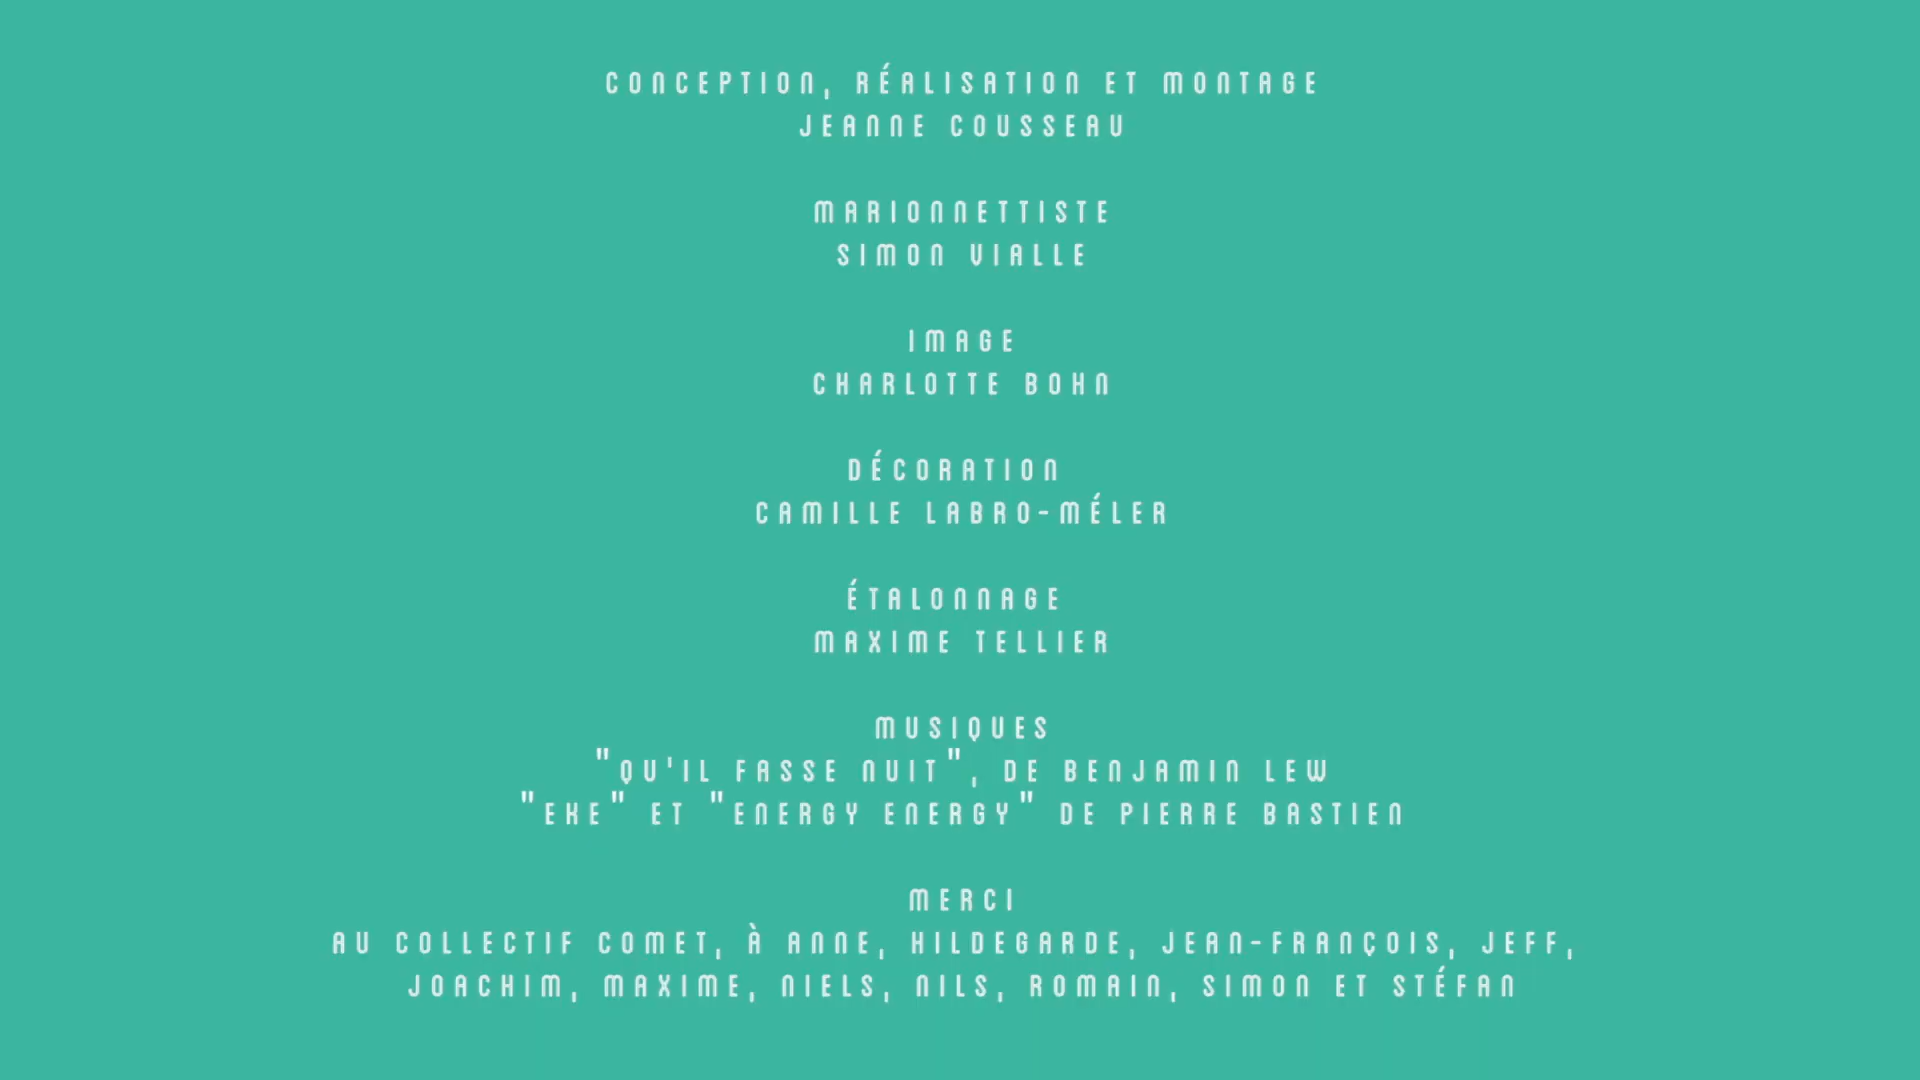 CONCEPTION, RÉALISATION ET MONTAGE
JEANNE COUSSEAU
MARIONNETTISTE
SIMON VIALLE
IMAGE
CHARLOTTE BOHN
DÉCORATION
CAMILLE LABRO-MÉLER
ÉTALONNAGE
MAXIME TELLIER
MUSIQUES
"QU'IL FASSE NUIT", DE BENJAMIN LEW
"EKE" ET "ENERGY ENERGY" DE PIERRE BASTIEN
MERCI
AU COLLECTIF COMET, À ANNE, HILDEGARDE, JEAN-FRANÇOIS, JEFF,
JOACHIM, MAXIME, NIELS, NILS, ROMAIN, SIMON ET STÉFAN